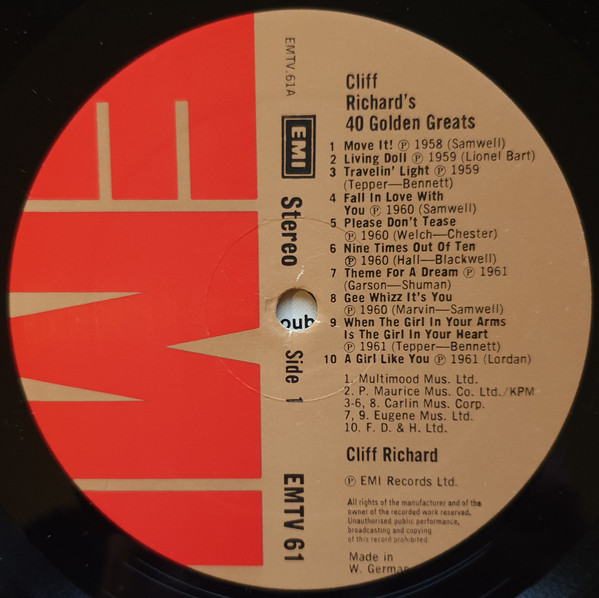 EMTV.61A
EMI
Stereo
Side 1
EMTV 61
EMI
Cliff
Richard's
40 Golden Greats
1 Move It! Ⓟ 1958 (Samwell)
2 Living Doll Ⓟ 1959 (Lionel Bart)
3 Travelin' Light Ⓟ 1959
(Tepper—Bennett)
4 Fall In Love With
You Ⓟ 1960 (Samwell)
5 Please Don't Tease
Ⓟ 1960 (Welch—Chester)
6 Nine Times Out Of Ten
Ⓟ 1960 (Hall—Blackwell)
7 Theme For A Dream Ⓟ 1961
(Garson—Shuman)
8 Gee Whizz It's You
Ⓟ 1960 (Marvin—Samwell)
9 When The Girl In Your Arms
Is The Girl In Your Heart
Ⓟ 1961 (Tepper—Bennett)
10 A Girl Like You Ⓟ 1961 (Lordan)
1. Multimood Mus. Ltd.
2. P. Maurice Mus. Co Ltd./KPM
3-6, 8. Carlin Mus. Corp.
7, 9. Eugene Mus. Ltd.
10. F. D. & H. Ltd.
Cliff Richard
Ⓟ EMI Records Ltd.
All rights of the manufacturer and of the
owner of the recorded work reserved.
Unauthorised public performance,
broadcasting and copying
of this record prohibited.
Made in
W. German
oub